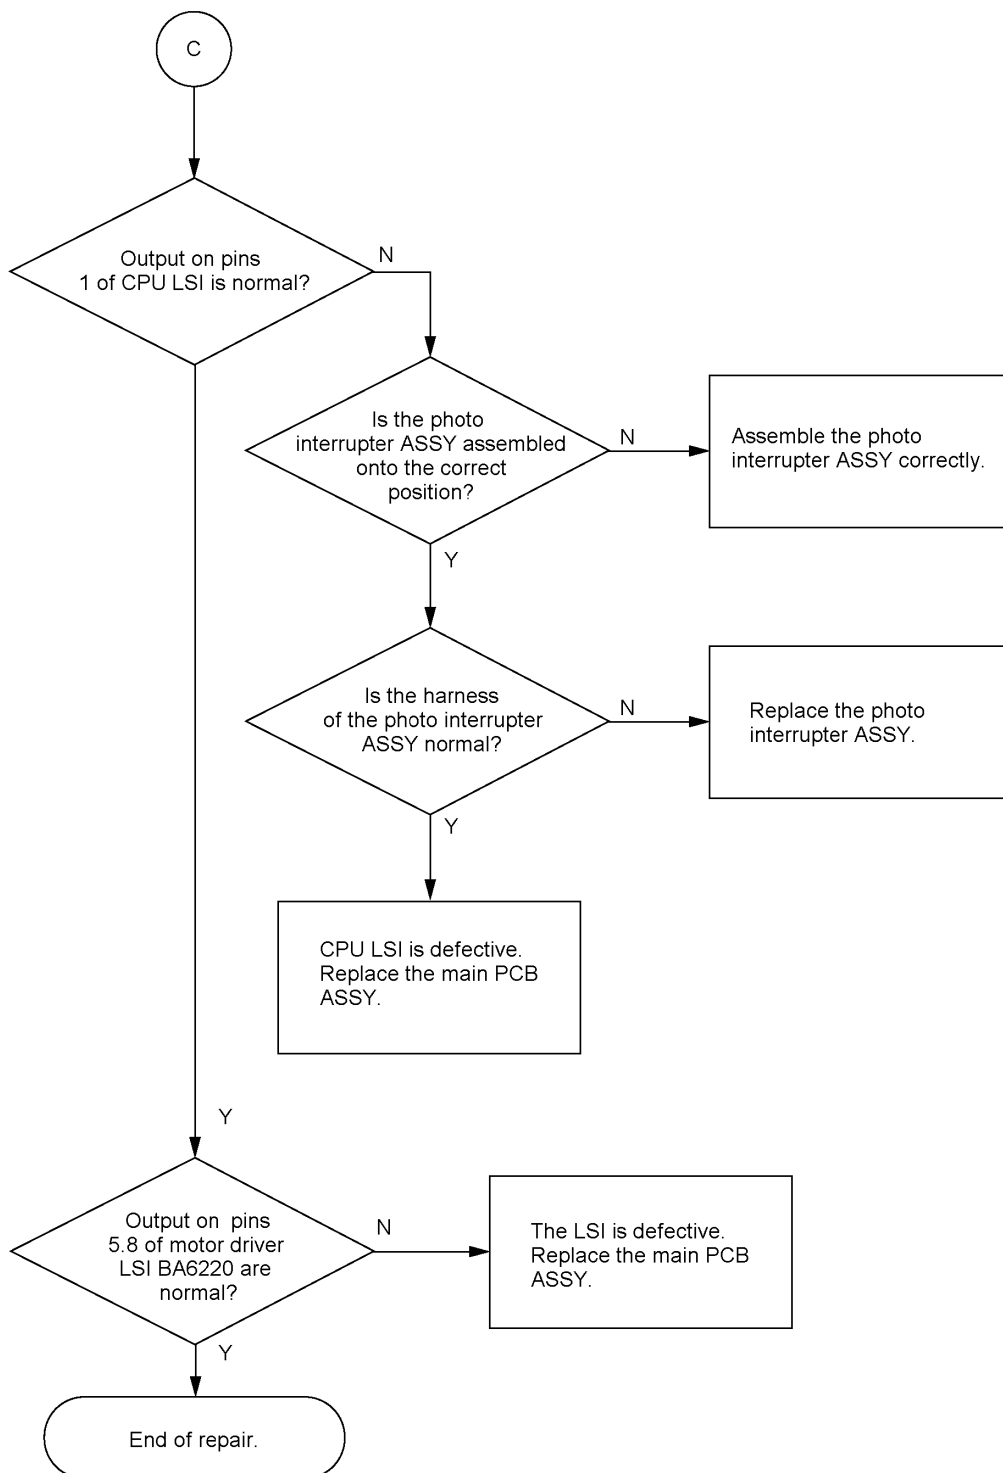 C
Output on pins
1 of CPU LSI is normal?
N
Is the photo
interrupter ASSY assembled
onto the correct
position?
N
Assemble the photo
interrupter ASSY correctly.
Y
Is the harness
of the photo interrupter
ASSY normal?
N
Replace the photo
interrupter ASSY.
Y
CPU LSI is defective.
Replace the main PCB
ASSY.
Y
Output on pins
5.8 of motor driver
LSI BA6220 are
normal?
N
The LSI is defective.
Replace the main PCB
ASSY.
Y
End of repair.